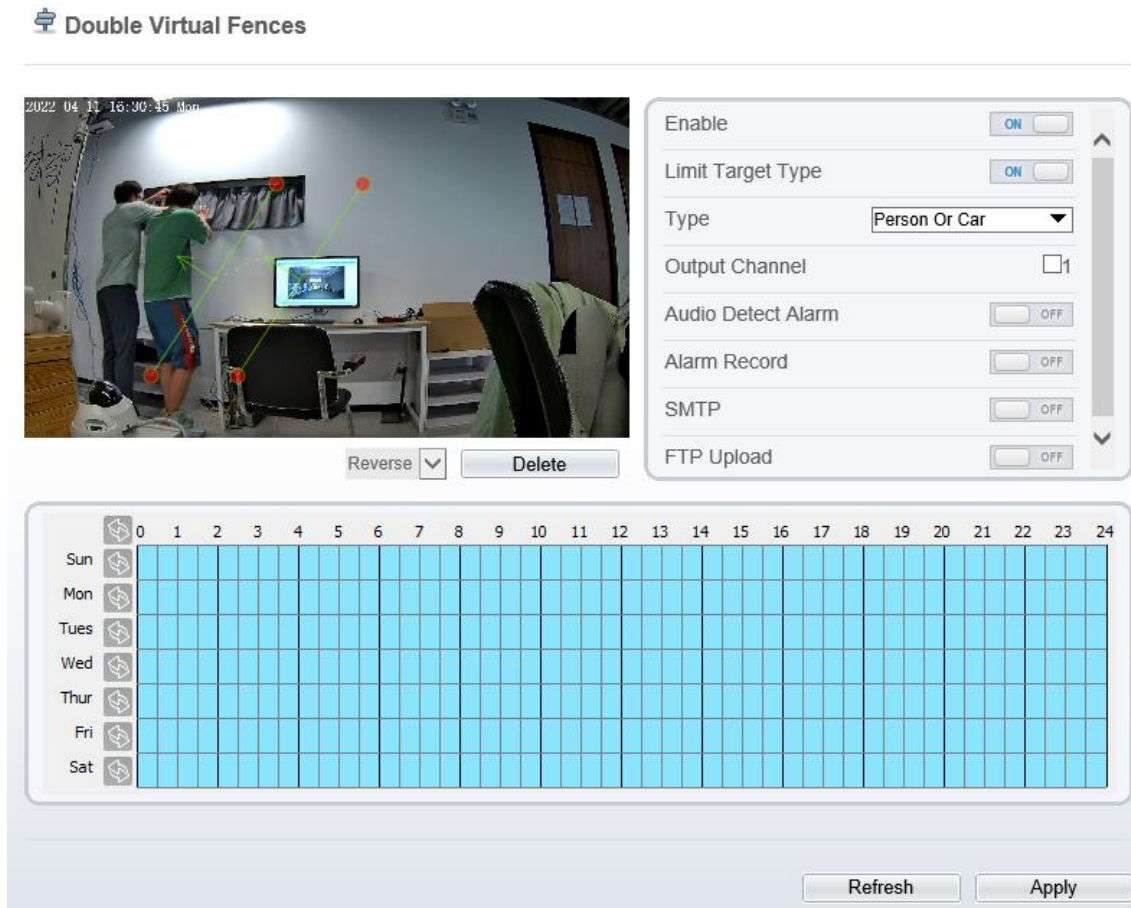 Double Virtual Fences
2022 04 11 16:30:45 Mon
Enable ON
Limit Target Type ON
Type Person Or Car
Output Channel 1
Audio Detect Alarm OFF
Alarm Record OFF
SMTP OFF
FTP Upload OFF
Reverse Delete
0 1 2 3 4 5 6 7 8 9 10 11 12 13 14 15 16 17 18 19 20 21 22 23 24
Sun
Mon
Tues
Wed
Thur
Fri
Sat
Refresh Apply